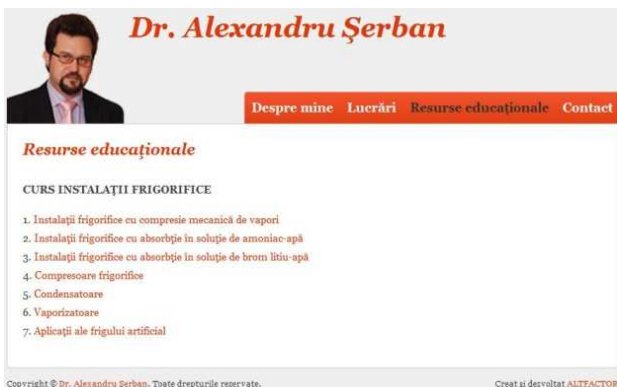 Dr. Alexandru Şerban
Despre mine Lucrări Resurse educaţionale Contact
Resurse educaţionale
CURS INSTALAŢII FRIGORIFICE
1. Instalaţii frigorifice cu compresie mecanică de vapori
2. Instalaţii frigorifice cu absorbţie în soluţie de amoniac-apă
3. Instalaţii frigorifice cu absorbţie în soluţie de brom litiu-apă
4. Compresoare frigorifice
5. Condensatoare
6. Vaporizatoare
7. Aplicaţii ale frigului artificial
Copyright © Dr. Alexandru Şerban. Toate drepturile rezervate. Creat şi dezvoltat ALTFACTOR